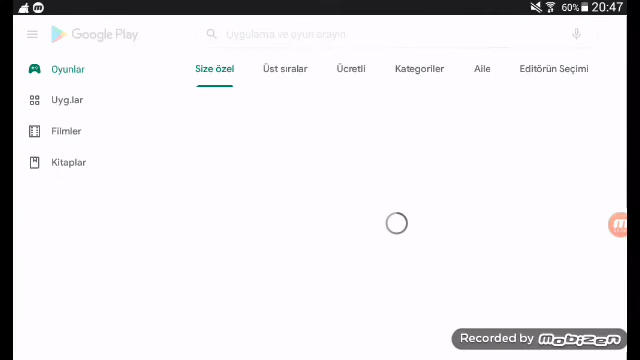 60% 20:47
Google Play
Uygulama ve oyun arayın
Oyunlar
Size özel Üst sıralar Ücretli Kategoriler Aile Editörün Seçimi
Uyg.lar
Filmler
Kitaplar
Recorded by mobizen